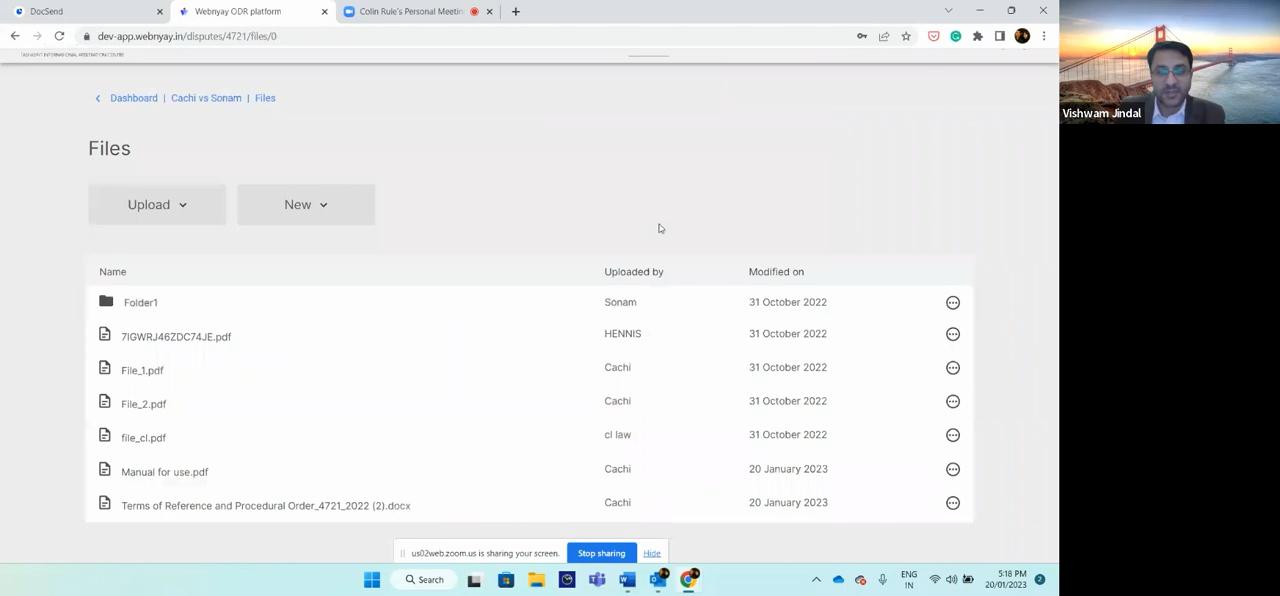 DocSend
Webnyay ODR platform
Colin Rule's Personal Meetin
dev-app.webnyay.in/disputes/4721/files/0
TASHKENT INTERNATIONAL ARBITRATION CENTRE
Dashboard | Cachi vs Sonam | Files
Files
Upload
New
Name Uploaded by Modified on
Folder1 Sonam 31 October 2022
7IGWRJ46ZDC74JE.pdf HENNIS 31 October 2022
File_1.pdf Cachi 31 October 2022
File_2.pdf Cachi 31 October 2022
file_cl.pdf cl law 31 October 2022
Manual for use.pdf Cachi 20 January 2023
Terms of Reference and Procedural Order_4721_2022 (2).docx Cachi 20 January 2023
us02web.zoom.us is sharing your screen. Stop sharing Hide
Search
ENG
IN
5:18 PM
20/01/2023
2
Vishwam Jindal